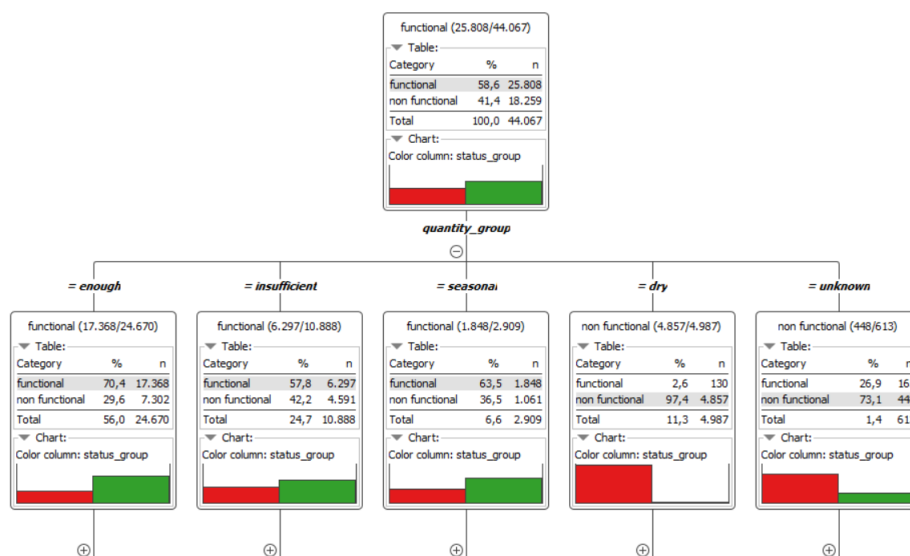 functional (25.808/44.067)
Table:
Category % n
functional 58,6 25.808
non functional 41,4 18.259
Total 100,0 44.067
Chart:
Color column: status_group
quantity_group
= enough
functional (17.368/24.670)
Table:
Category % n
functional 70,4 17.368
non functional 29,6 7.302
Total 56,0 24.670
Chart:
Color column: status_group
= insufficient
functional (6.297/10.888)
Table:
Category % n
functional 57,8 6.297
non functional 42,2 4.591
Total 24,7 10.888
Chart:
Color column: status_group
= seasonal
functional (1.848/2.909)
Table:
Category % n
functional 63,5 1.848
non functional 36,5 1.061
Total 6,6 2.909
Chart:
Color column: status_group
= dry
non functional (4.857/4.987)
Table:
Category % n
functional 2,6 130
non functional 97,4 4.857
Total 11,3 4.987
Chart:
Color column: status_group
= unknown
non functional (448/613)
Table:
Category %
functional 26,9 16
non functional 73,1 44
Total 1,4 61
Chart:
Color column: status_group